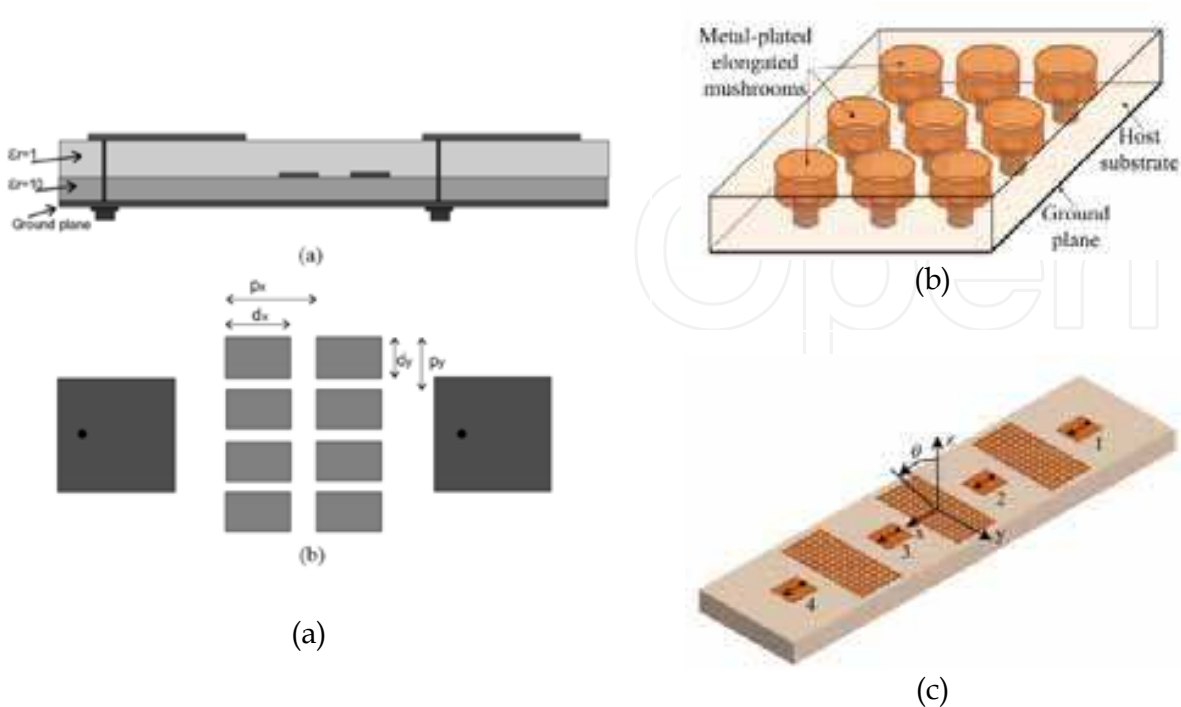 εr=1
εr=10
Ground plane
(a)
px
dx
dy
py
(b)
(a)
Metal-plated
elongated
mushrooms
Host
substrate
Ground
plane
(b)
Open
θ
z
x
y
1
2
3
4
(c)